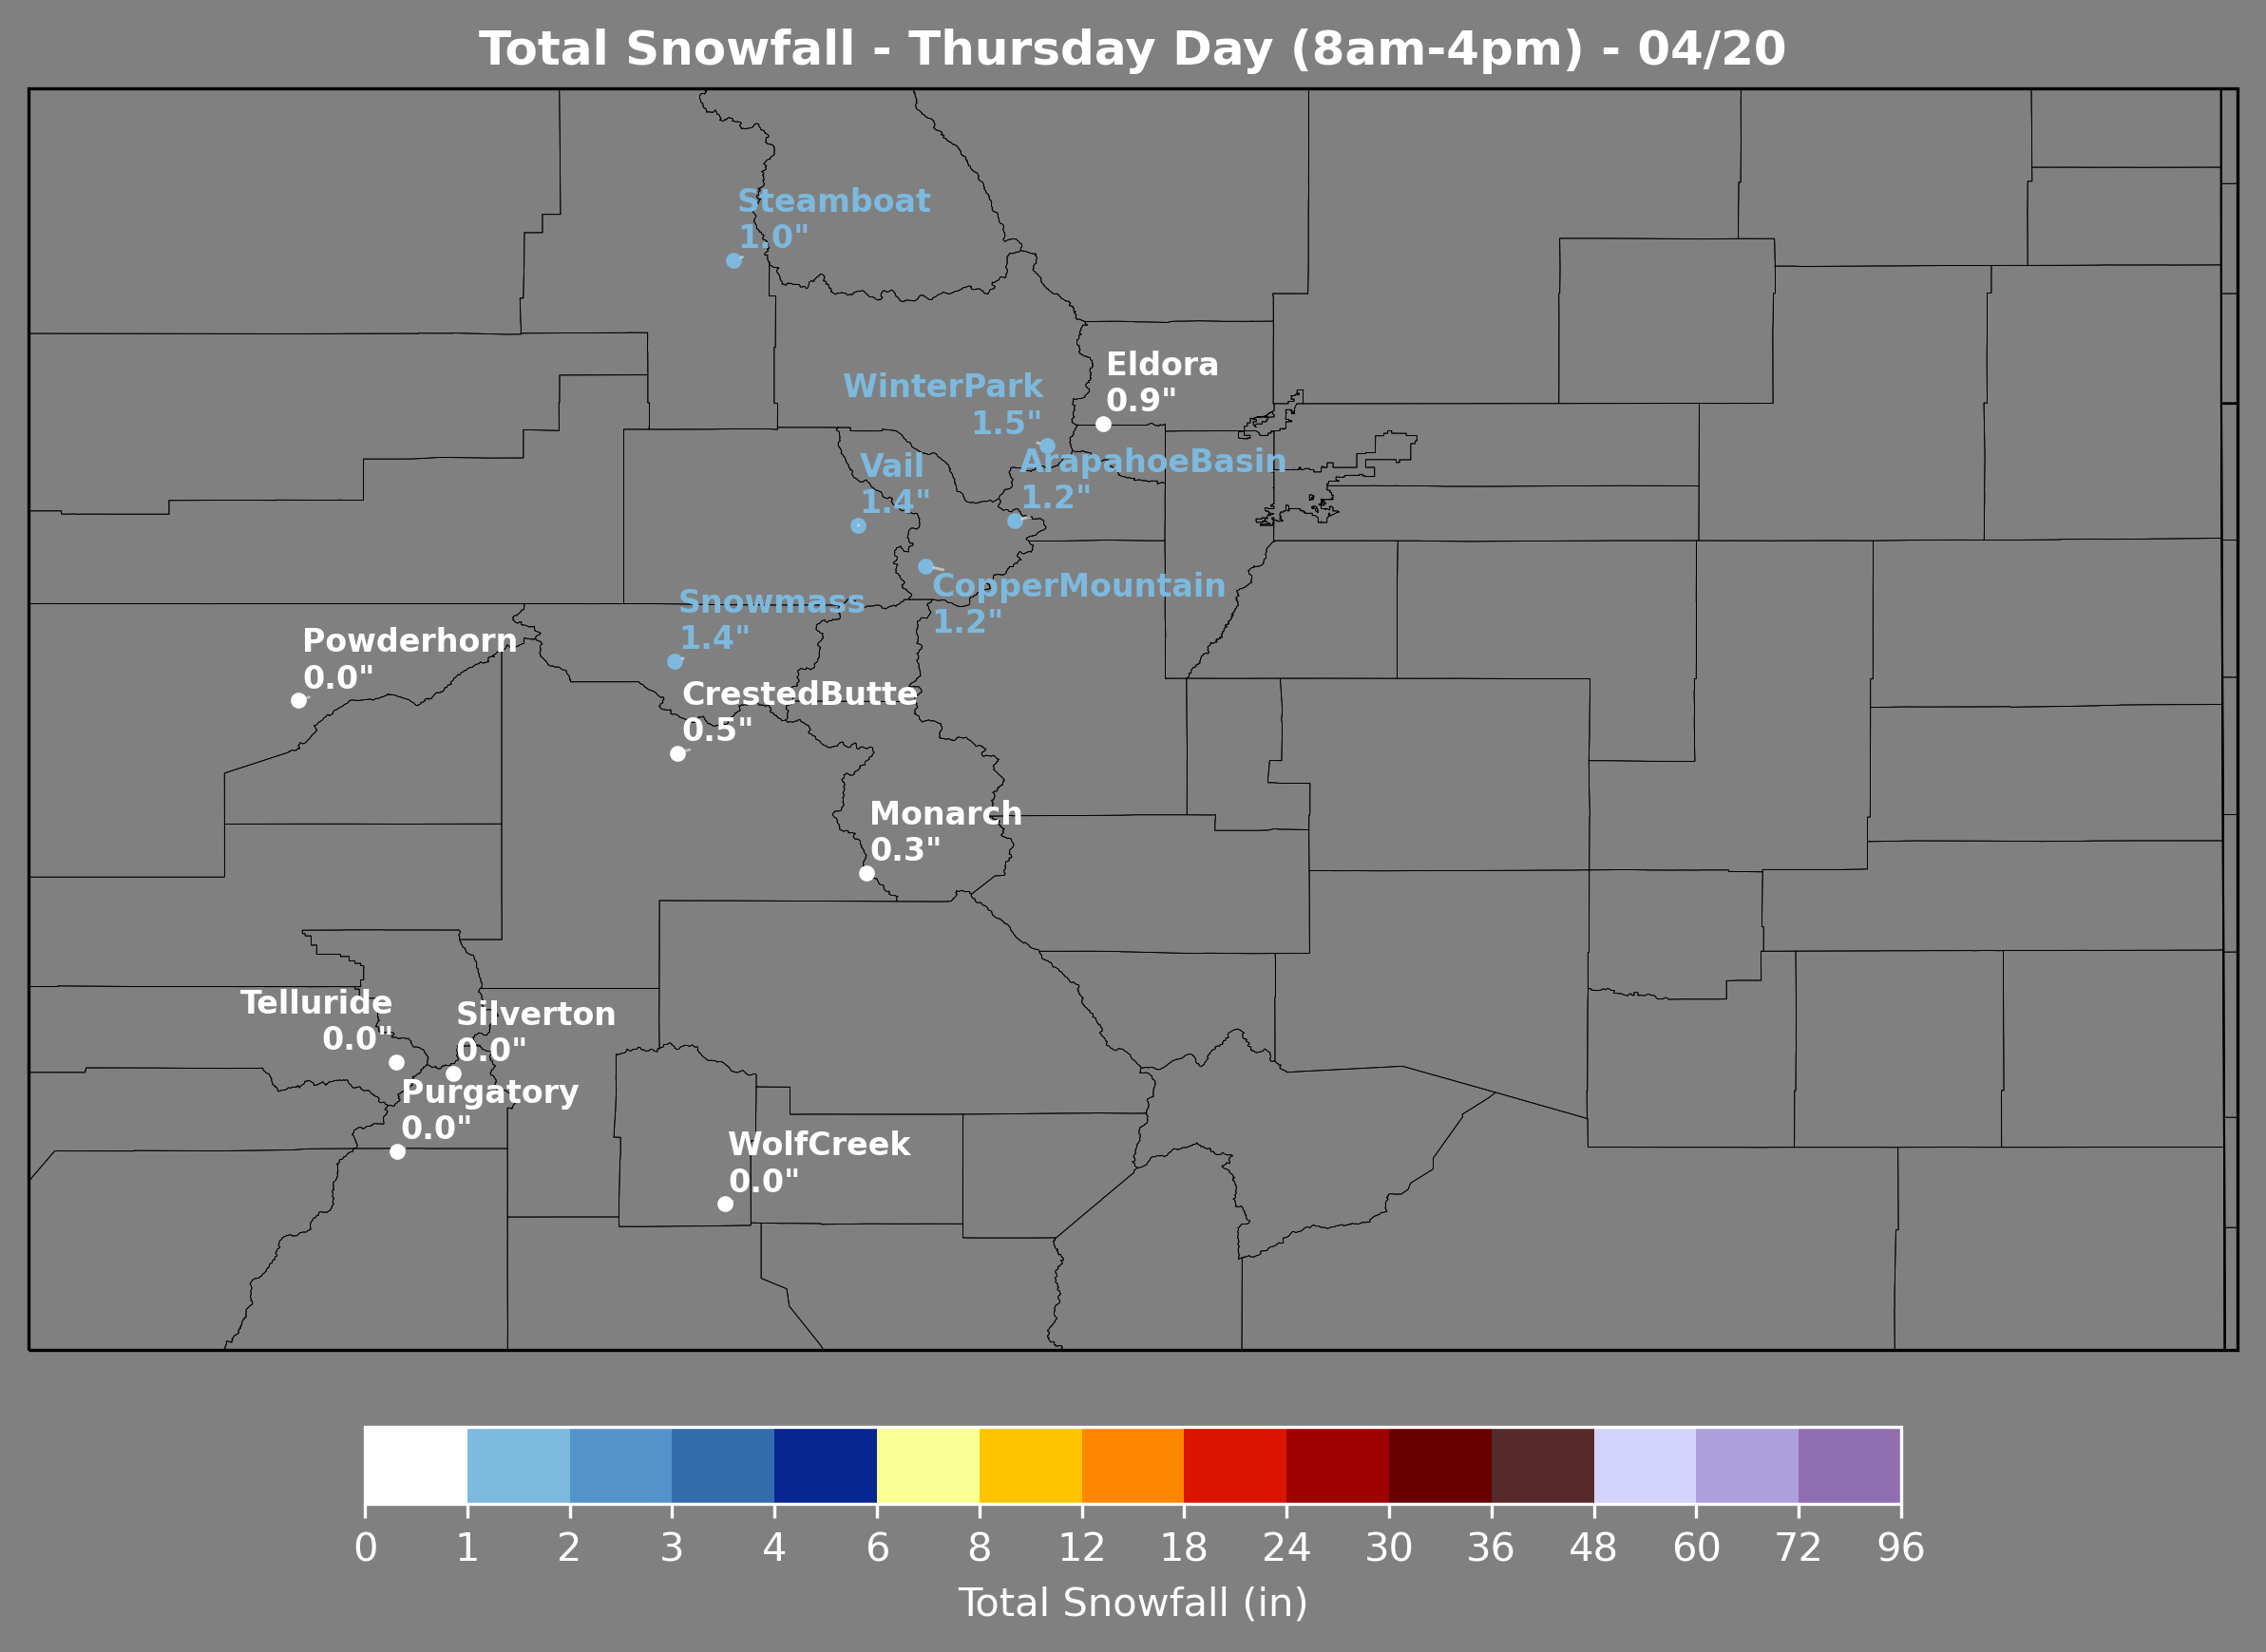 Total Snowfall - Thursday Day (8am-4pm) - 04/20
Steamboat
1.0"
Eldora
0.9"
WinterPark
1.5"
Vail
1.4"
ArapahoeBasin
1.2"
CopperMountain
1.2"
Snowmass
1.4"
Powderhorn
0.0"
CrestedButte
0.5"
Monarch
0.3"
Telluride
0.0"
Silverton
0.0"
Purgatory
0.0"
WolfCreek
0.0"
0 1 2 3 4 6 8 12 18 24 30 36 48 60 72 96
Total Snowfall (in)